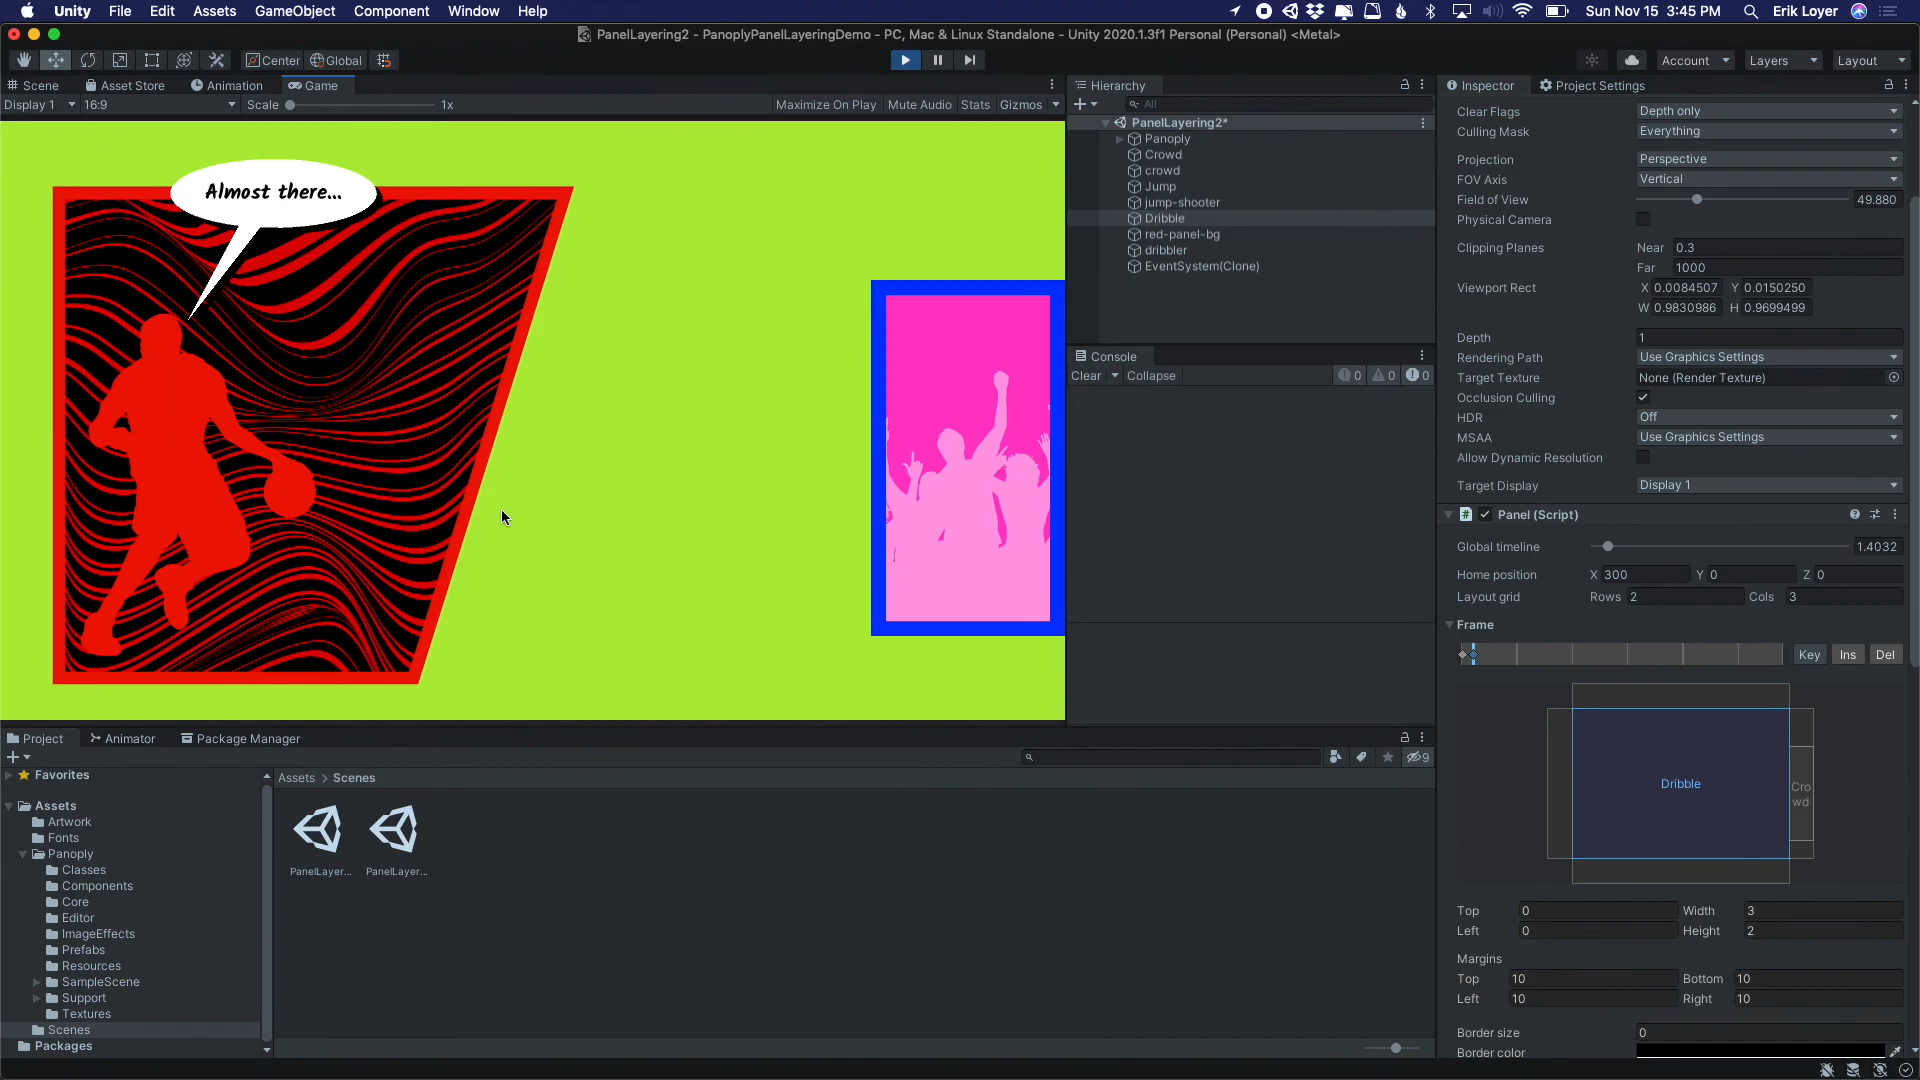 Unity File Edit Assets GameObject Component Window Help
Sun Nov 15 3:45 PM Erik Loyer
PanelLayering2 - PanoplyPanelLayeringDemo - PC, Mac & Linux Standalone - Unity 2020.1.3f1 Personal (Personal) <Metal>
Center Global
Account Layers Layout
Scene Asset Store Animation Game
Display 1 16:9 Scale 1x Maximize On Play Mute Audio Stats Gizmos
Almost there...
Hierarchy
All
PanelLayering2*
Panoply
Crowd
crowd
Jump
jump-shooter
Dribble
red-panel-bg
dribbler
EventSystem(Clone)
Console
Clear Collapse 0 0 0
Inspector Project Settings
Clear Flags Depth only
Culling Mask Everything
Projection Perspective
FOV Axis Vertical
Field of View 49.880
Physical Camera
Clipping Planes Near 0.3
Far 1000
Viewport Rect X 0.0084507 Y 0.0150250
W 0.9830986 H 0.9699499
Depth 1
Rendering Path Use Graphics Settings
Target Texture None (Render Texture)
Occlusion Culling
HDR Off
MSAA Use Graphics Settings
Allow Dynamic Resolution
Target Display Display 1
# Panel (Script)
Global timeline 1.4032
Home position X 300 Y 0 Z 0
Layout grid Rows 2 Cols 3
Frame
Key Ins Del
Dribble
Cro
wd
Top 0 Width 3
Left 0 Height 2
Margins
Top 10 Bottom 10
Left 10 Right 10
Border size 0
Border color
Project Animator Package Manager
9
Favorites
Assets
Artwork
Fonts
Panoply
Classes
Components
Core
Editor
ImageEffects
Prefabs
Resources
SampleScene
Support
Textures
Scenes
Packages
Assets > Scenes
PanelLayer... PanelLayer...